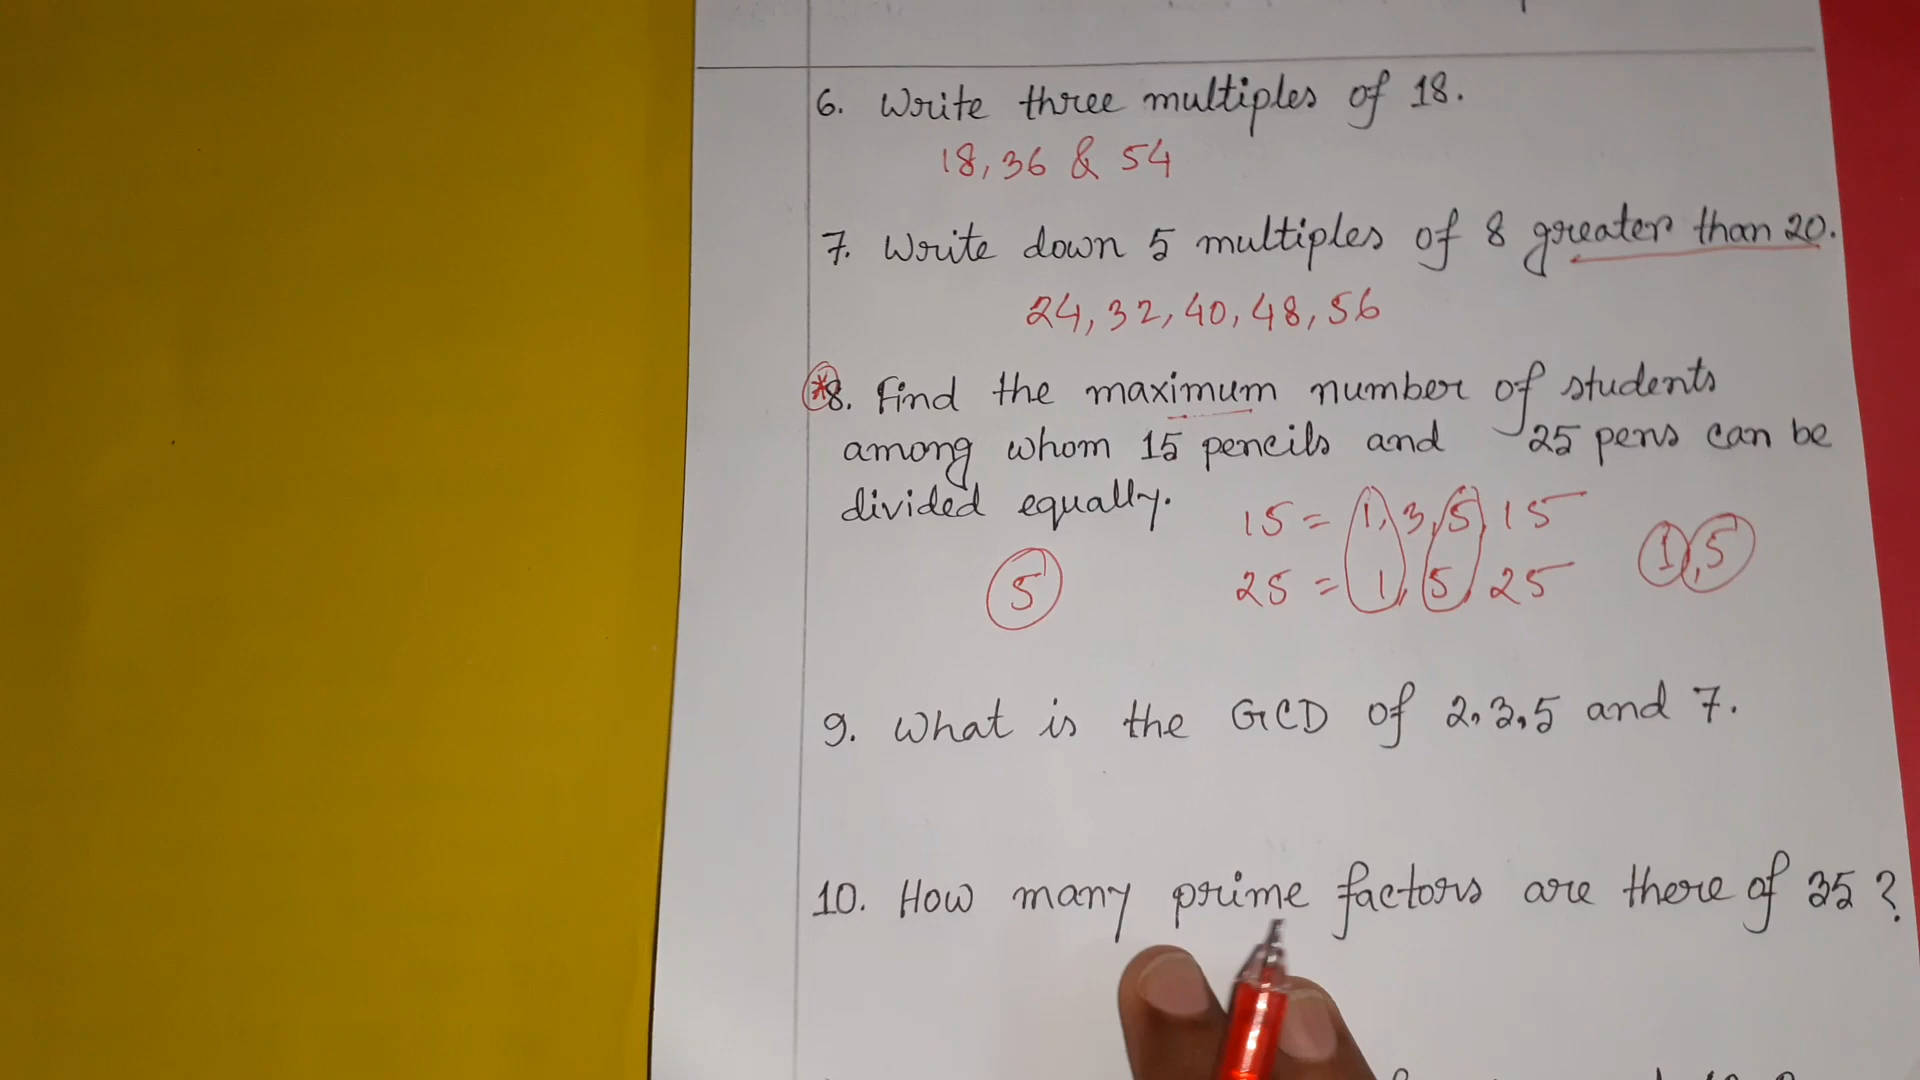 6. Write three multiples of 18.
18, 36 & 54
7. Write down 5 multiples of 8 greater than 20.
24, 32, 40, 48, 56
*8. Find the maximum number of students
among whom 15 pencils and 25 pens can be
divided equally.
15 = 1, 3, 5, 15
1, 5
5
25 = 1, 5, 25
9. What is the GCD of 2, 3, 5 and 7.
10. How many prime factors are there of 35?